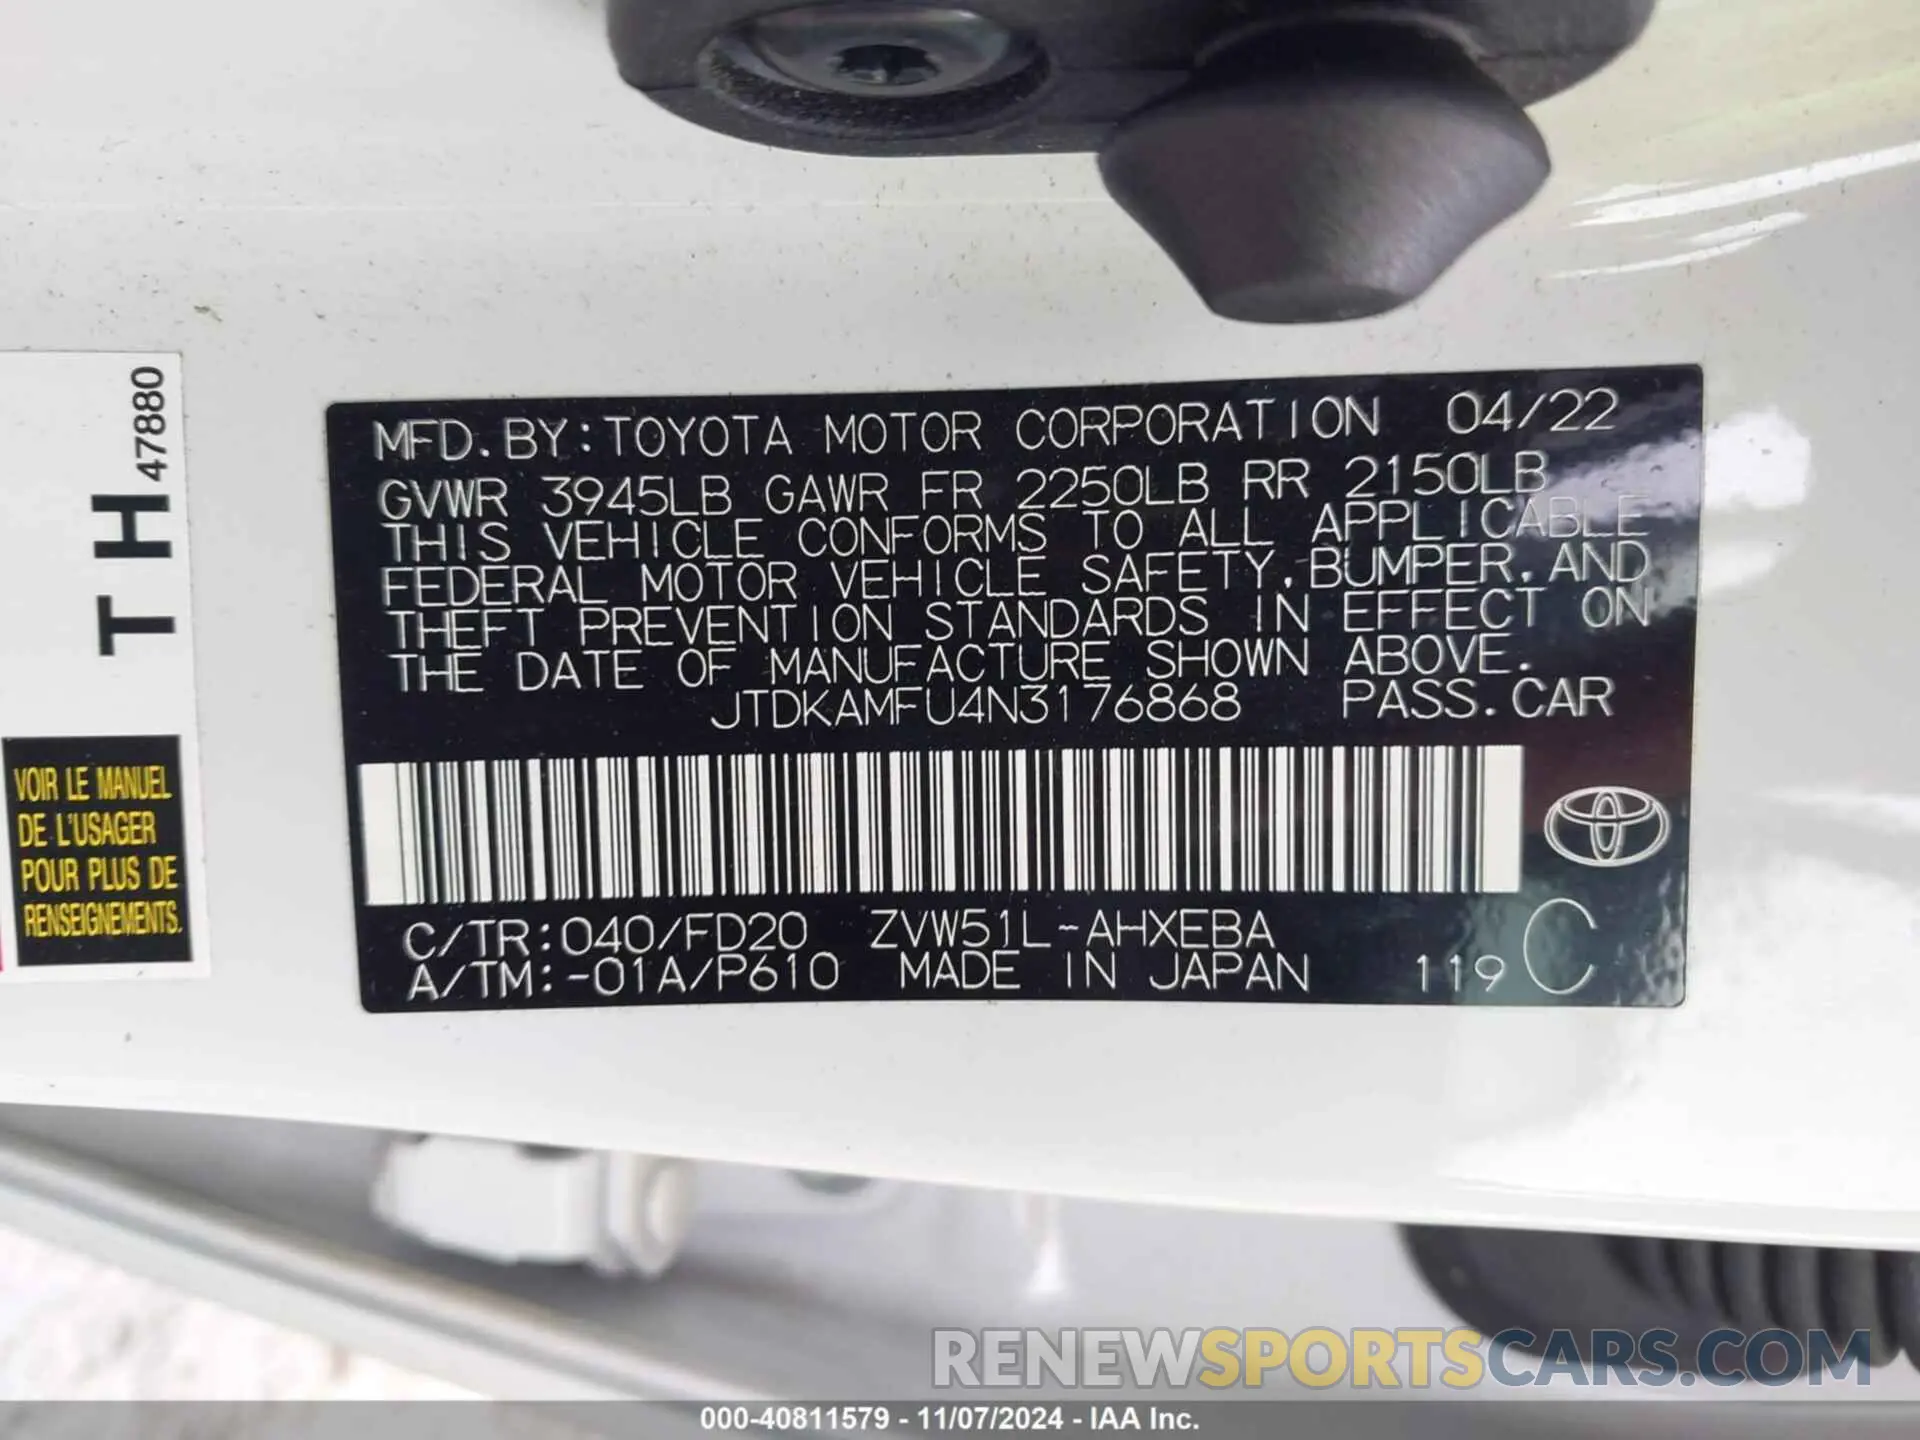 47880
T H
VOIR LE MANUEL
DE L'USAGER
POUR PLUS DE
RENSEIGNEMENTS.
MFD. BY: TOYOTA MOTOR CORPORATION 04/22
GVWR 3945LB GAWR FR 2250LB RR 2150LB
THIS VEHICLE CONFORMS TO ALL APPLICABLE
FEDERAL MOTOR VEHICLE SAFETY, BUMPER, AND
THEFT PREVENTION STANDARDS IN EFFECT ON
THE DATE OF MANUFACTURE SHOWN ABOVE.
JTDKAMFU4N3176868 PASS. CAR
C/TR: 040/FD20 ZVW51L-AHXEBA
A/TM: -01A/P610 MADE IN JAPAN 119 C
RENEWSPORTSCARS.COM
000-40811579 - 11/07/2024 - IAA Inc.